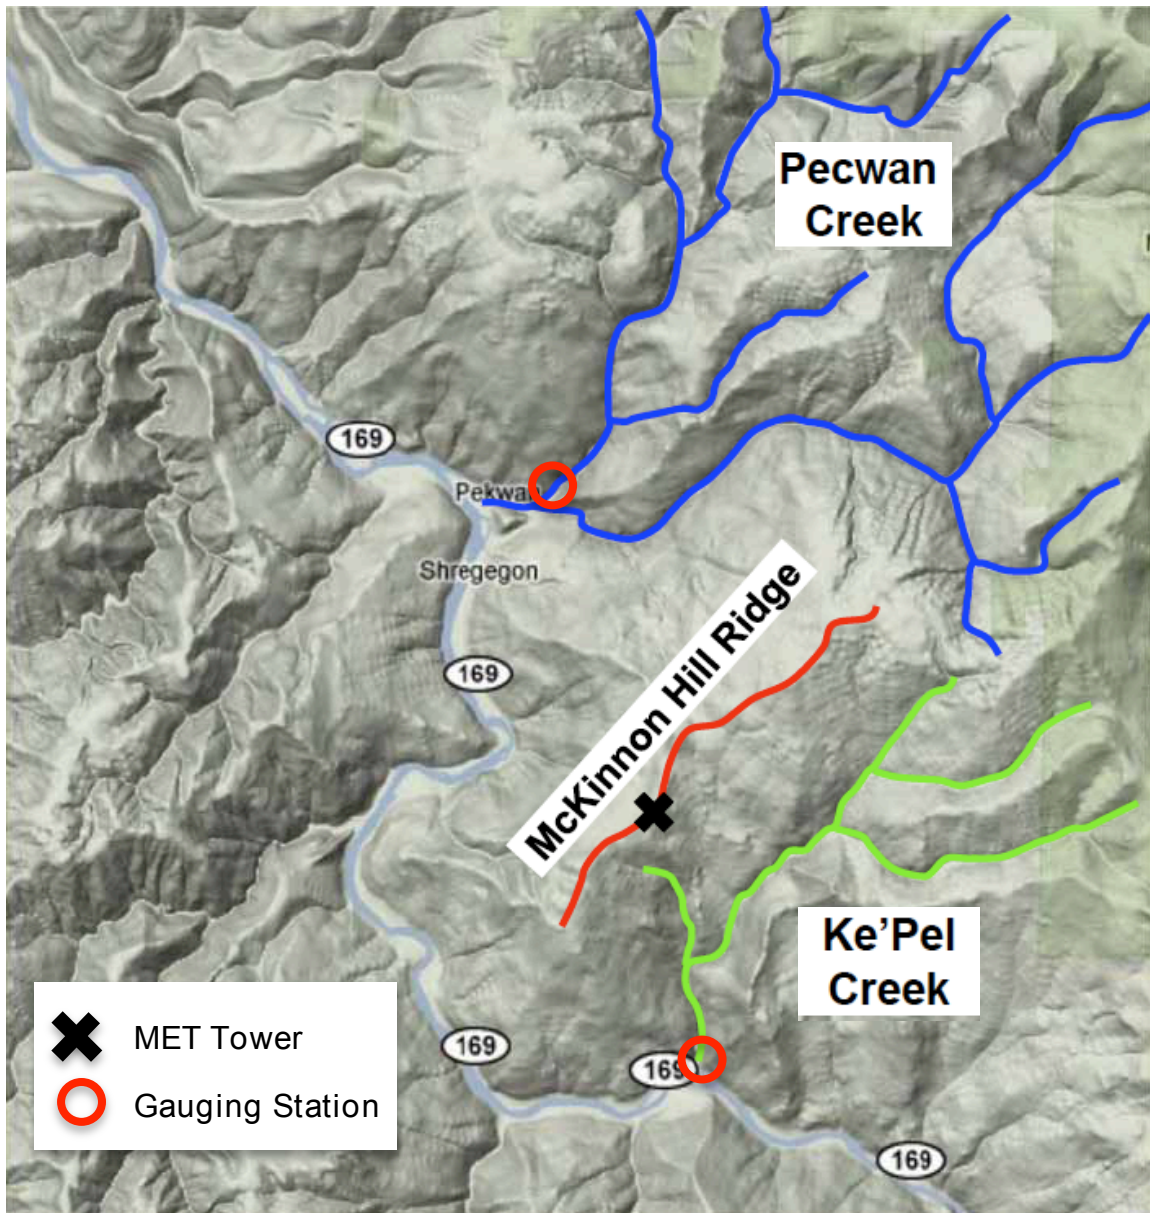 Pecwan
Creek
169
Pekwan
Shregegon
McKinnon Hill Ridge
169
Ke’Pel
Creek
MET Tower
169
169
Gauging Station
169